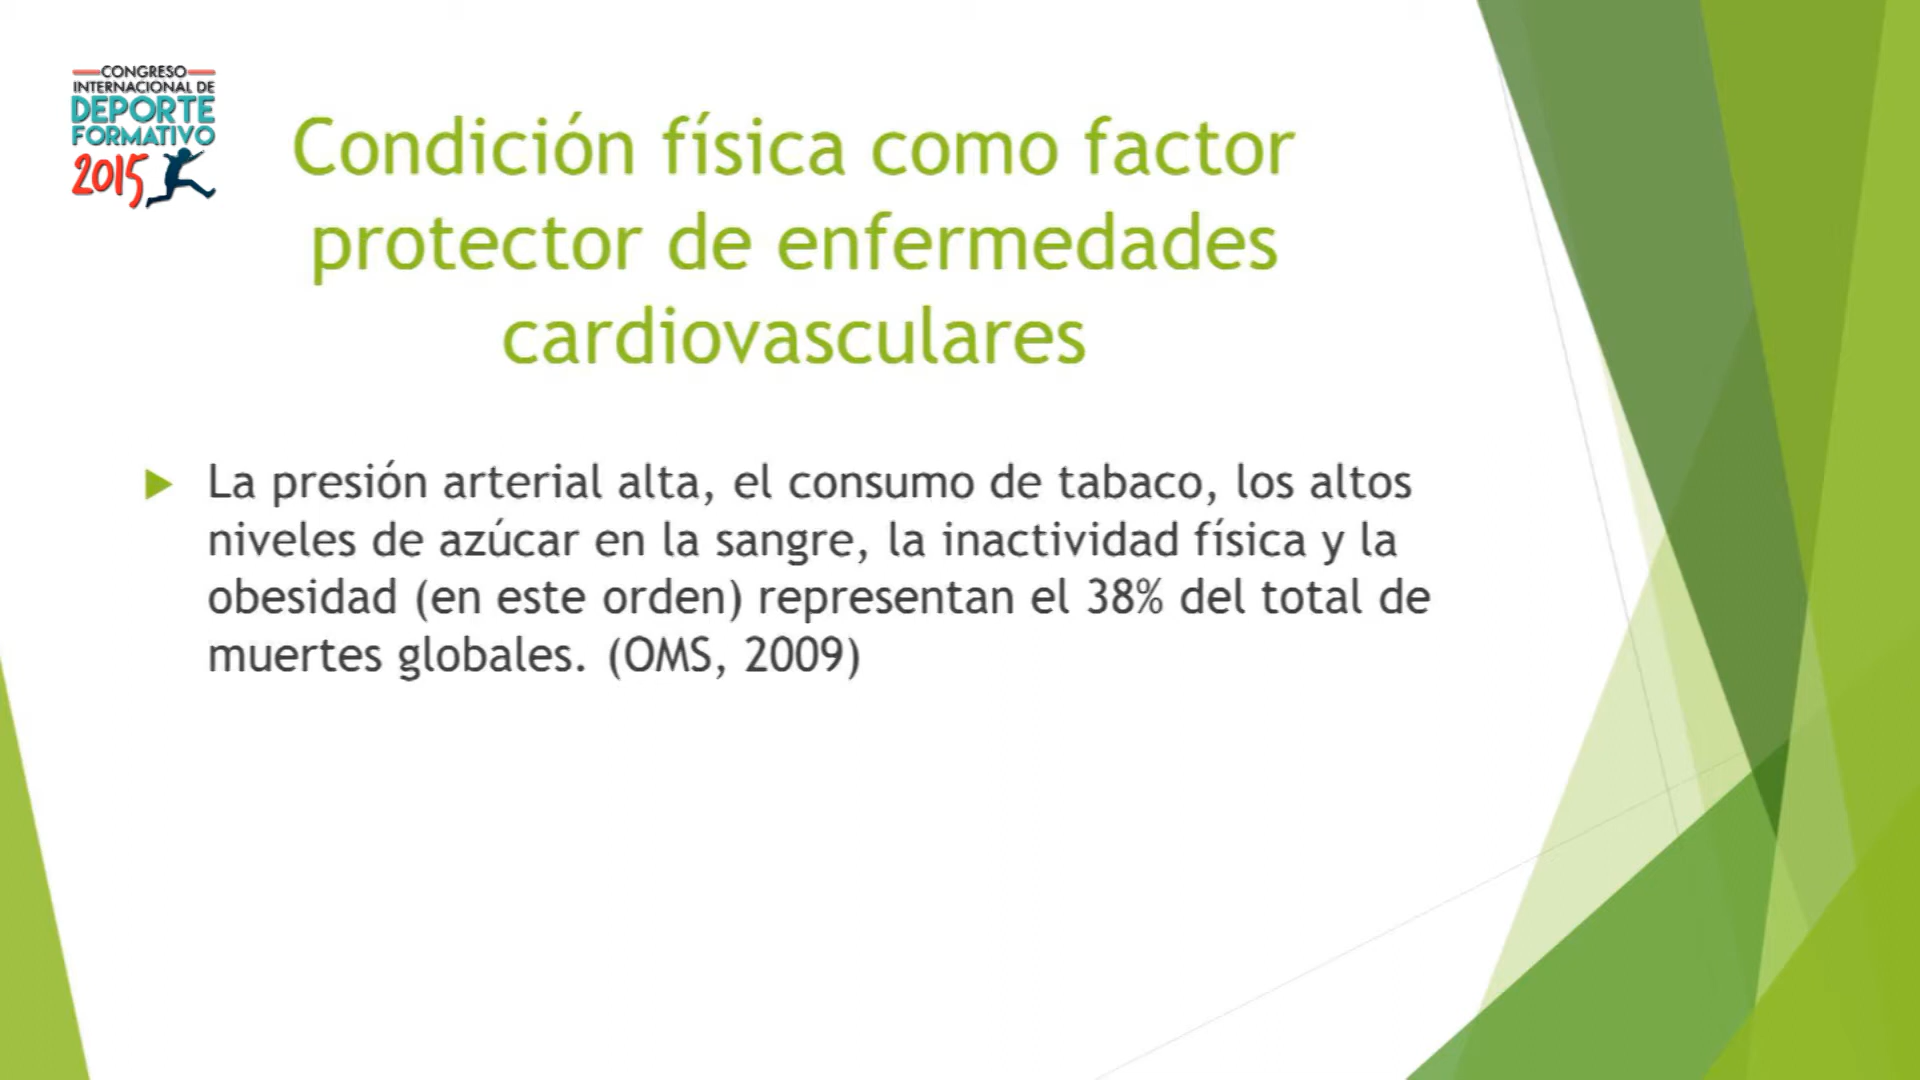 CONGRESO
INTERNACIONAL DE
DEPORTE
FORMATIVO
2015
Condición física como factor
protector de enfermedades
cardiovasculares
La presión arterial alta, el consumo de tabaco, los altos
niveles de azúcar en la sangre, la inactividad física y la
obesidad (en este orden) representan el 38% del total de
muertes globales. (OMS, 2009)